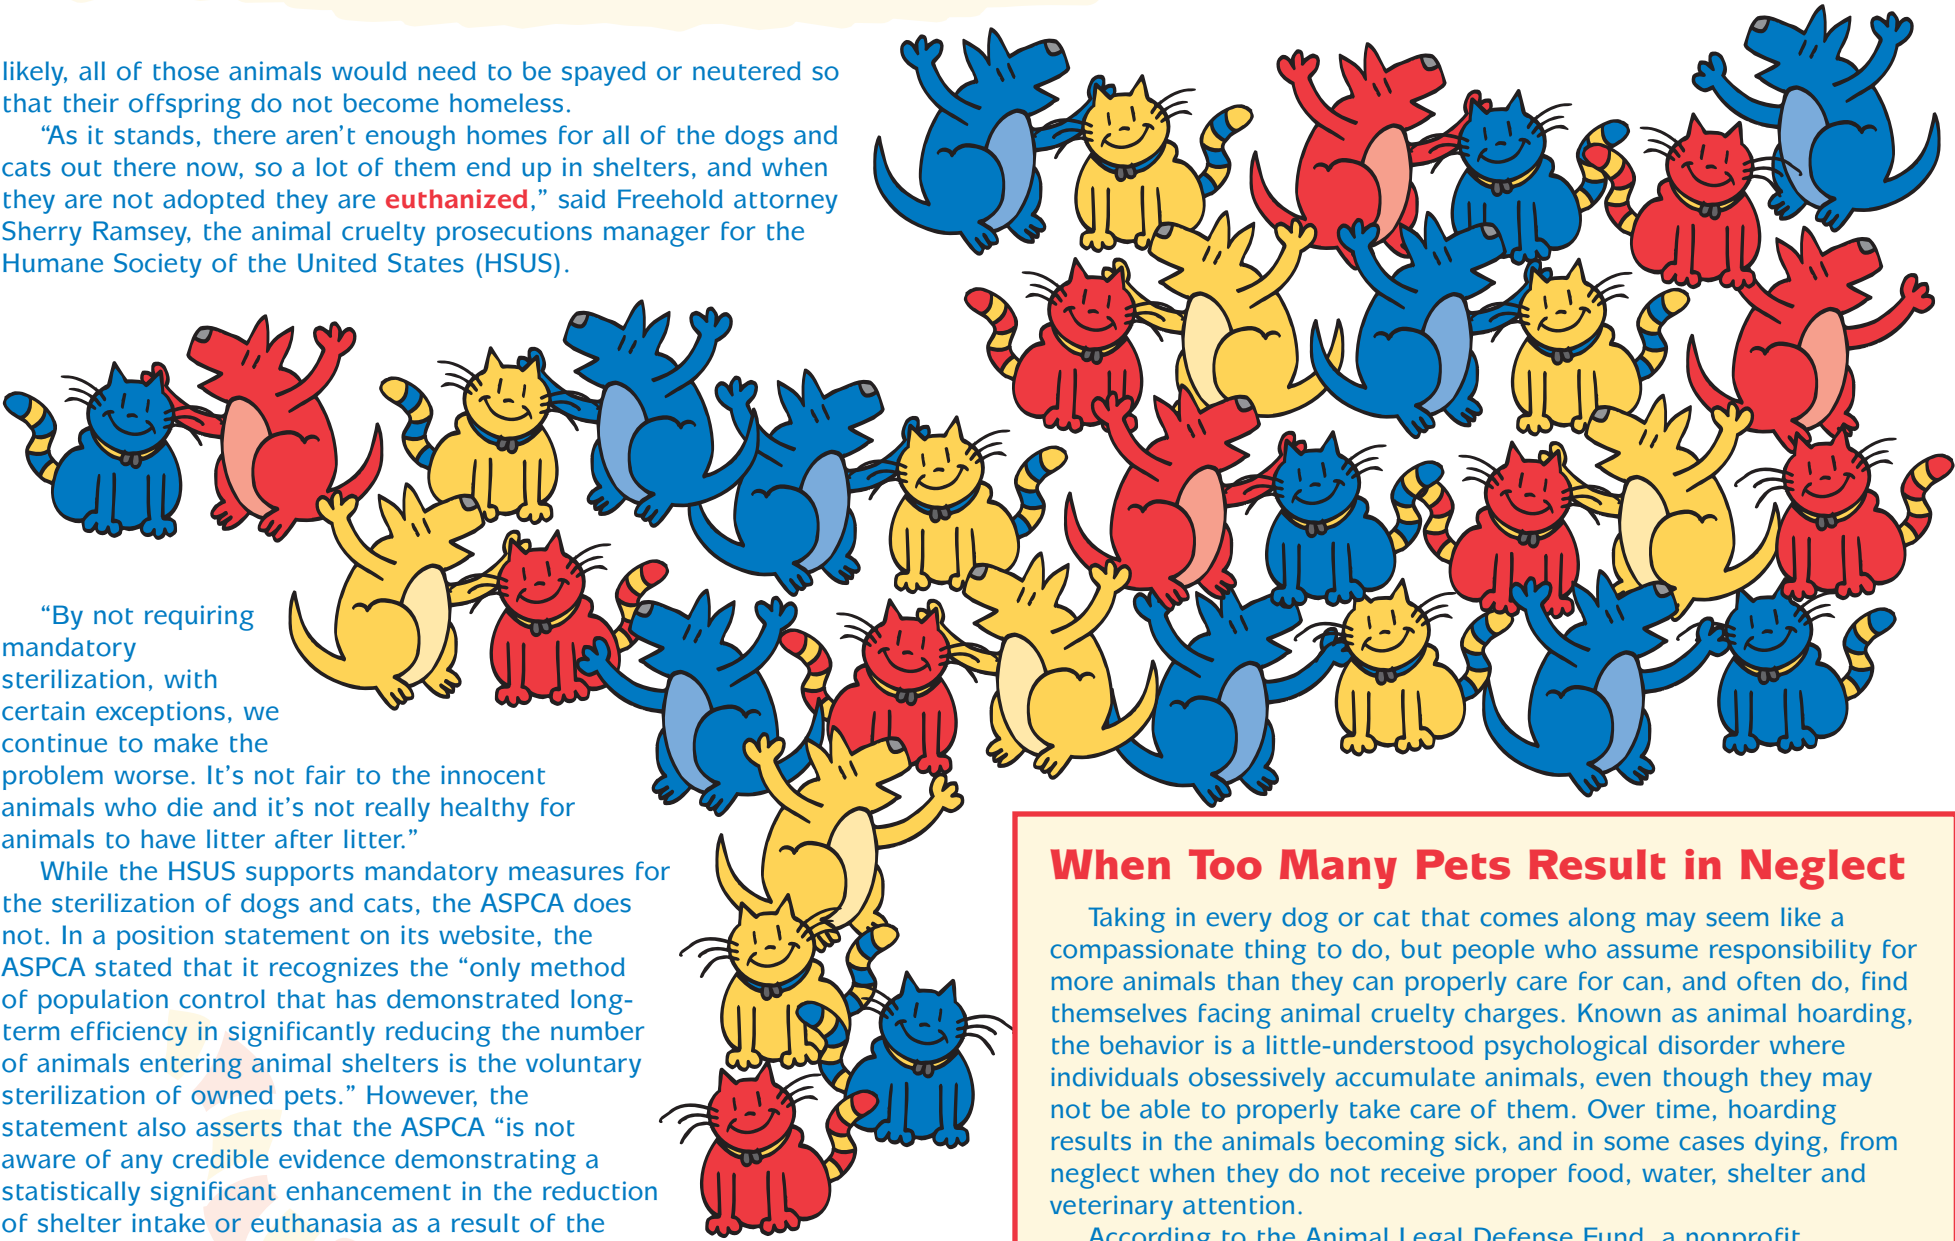 likely, all of those animals would need to be spayed or neutered so
that their offspring do not become homeless.
“As it stands, there aren’t enough homes for all of the dogs and
cats out there now, so a lot of them end up in shelters, and when
they are not adopted they are euthanized,” said Freehold attorney
Sherry Ramsey, the animal cruelty prosecutions manager for the
Humane Society of the United States (HSUS).
“By not requiring
mandatory
sterilization, with
certain exceptions, we
continue to make the
problem worse. It’s not fair to the innocent
animals who die and it’s not really healthy for
animals to have litter after litter.”
While the HSUS supports mandatory measures for
the sterilization of dogs and cats, the ASPCA does
not. In a position statement on its website, the
ASPCA stated that it recognizes the “only method
of population control that has demonstrated long-
term efficiency in significantly reducing the number
of animals entering animal shelters is the voluntary
sterilization of owned pets.” However, the
statement also asserts that the ASPCA “is not
aware of any credible evidence demonstrating a
statistically significant enhancement in the reduction
of shelter intake or euthanasia as a result of the
When Too Many Pets Result in Neglect
Taking in every dog or cat that comes along may seem like a
compassionate thing to do, but people who assume responsibility for
more animals than they can properly care for can, and often do, find
themselves facing animal cruelty charges. Known as animal hoarding,
the behavior is a little-understood psychological disorder where
individuals obsessively accumulate animals, even though they may
not be able to properly take care of them. Over time, hoarding
results in the animals becoming sick, and in some cases dying, from
neglect when they do not receive proper food, water, shelter and
veterinary attention.
According to the Animal Legal Defense Fund, a nonprofit